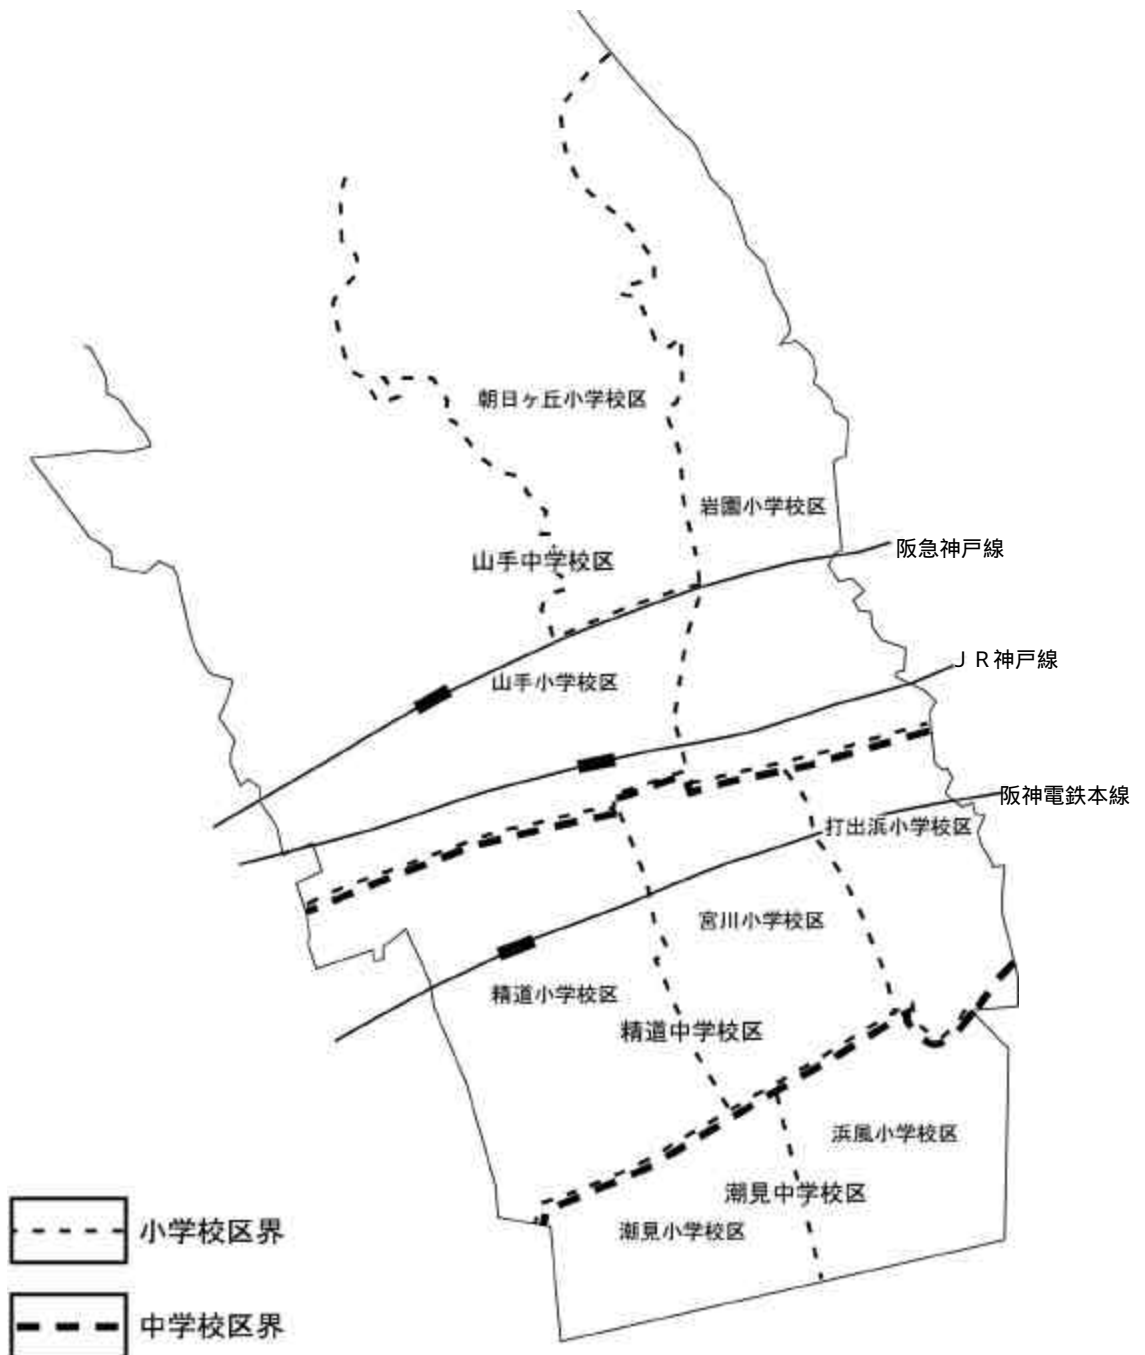 朝日ヶ丘小学校区
岩園小学校区
阪急神戸線
山手中学校区
ＪＲ神戸線
山手小学校区
阪神電鉄本線
打出浜小学校区
宮川小学校区
精道小学校区
精道中学校区
浜風小学校区
潮見中学校区
潮見小学校区
小学校区界
中学校区界